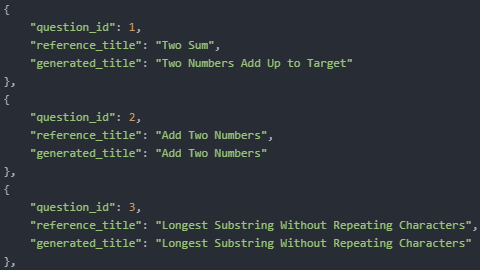 {
    "question_id": 1,
    "reference_title": "Two Sum",
    "generated_title": "Two Numbers Add Up to Target"
},
{
    "question_id": 2,
    "reference_title": "Add Two Numbers",
    "generated_title": "Add Two Numbers"
},
{
    "question_id": 3,
    "reference_title": "Longest Substring Without Repeating Characters",
    "generated_title": "Longest Substring Without Repeating Characters"
},